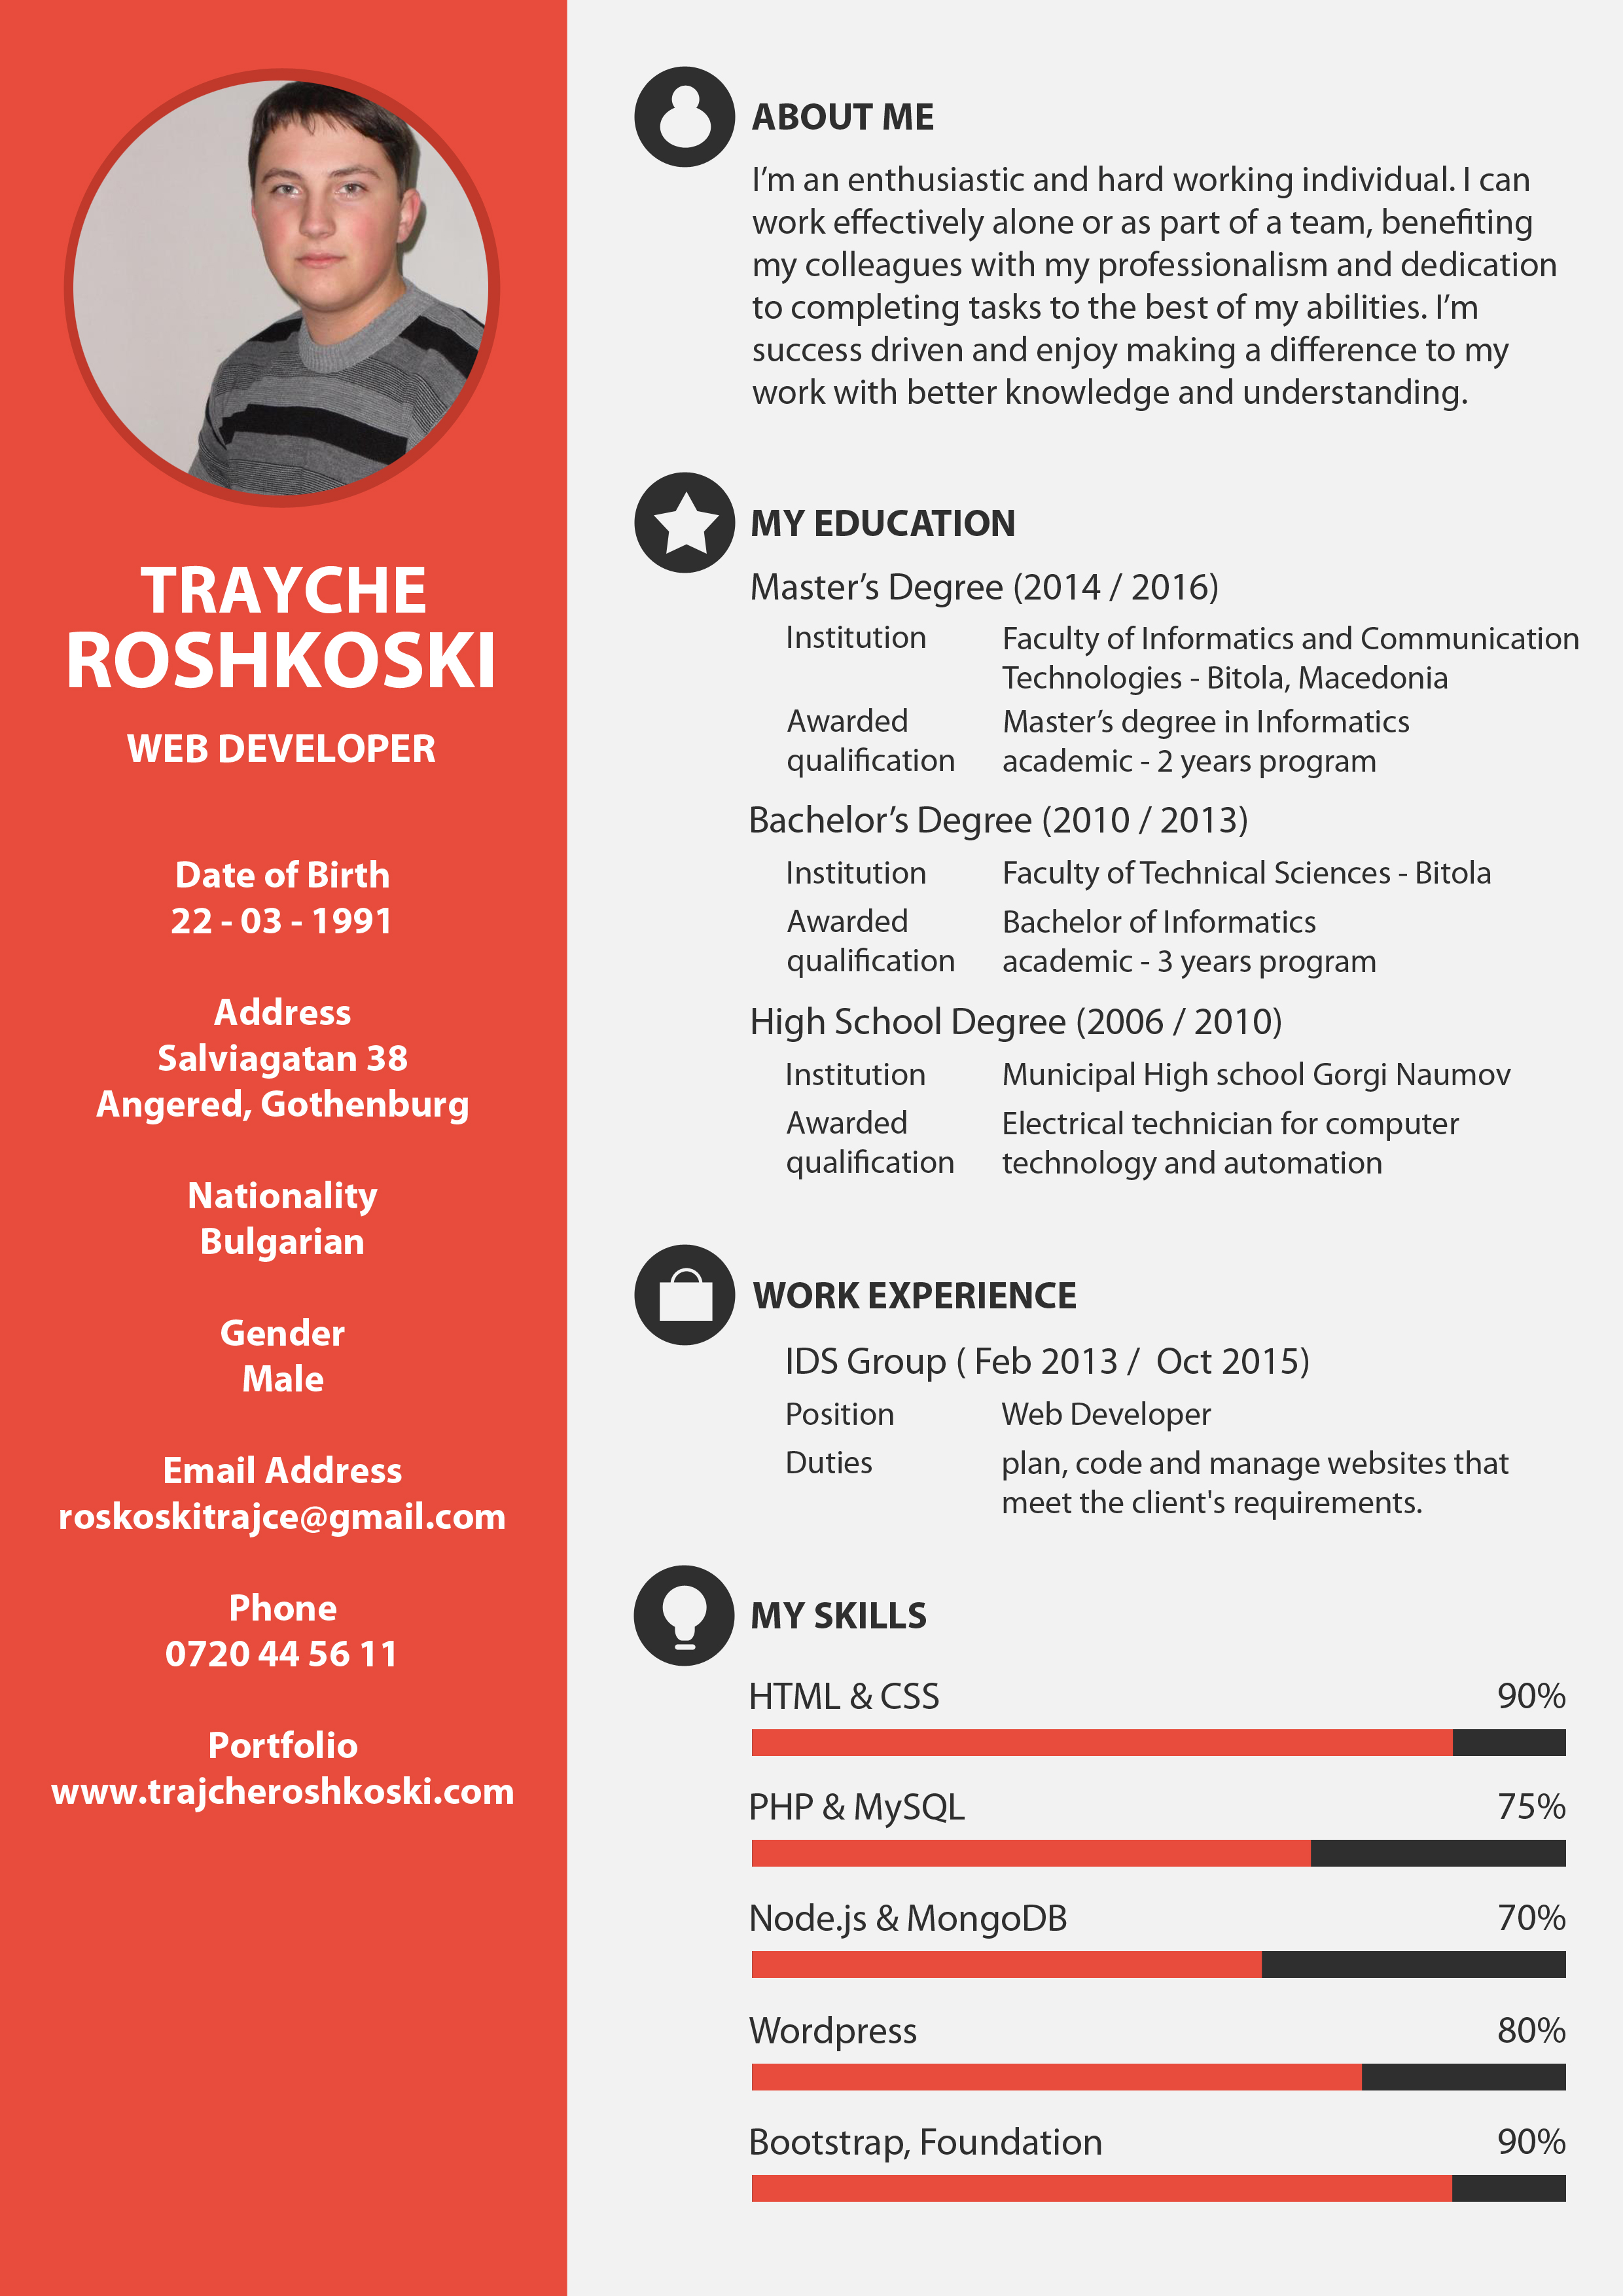 TRAYCHE
ROSHKOSKI
WEB DEVELOPER
Date of Birth
22 - 03 - 1991
Address
Salviagatan 38
Angered, Gothenburg
Nationality
Bulgarian
Gender
Male
Email Address
roskoskitrajce@gmail.com
Phone
0720 44 56 11
Portfolio
www.trajcheroshkoski.com
ABOUT ME
I’m an enthusiastic and hard working individual. I can
work effectively alone or as part of a team, benefiting
my colleagues with my professionalism and dedication
to completing tasks to the best of my abilities. I’m
success driven and enjoy making a difference to my
work with better knowledge and understanding.
MY EDUCATION
Master’s Degree (2014 / 2016)
Institution Faculty of Informatics and Communication
Technologies - Bitola, Macedonia
Awarded Master’s degree in Informatics
qualification academic - 2 years program
Bachelor’s Degree (2010 / 2013)
Institution Faculty of Technical Sciences - Bitola
Awarded Bachelor of Informatics
qualification academic - 3 years program
High School Degree (2006 / 2010)
Institution Municipal High school Gorgi Naumov
Awarded Electrical technician for computer
qualification technology and automation
WORK EXPERIENCE
IDS Group ( Feb 2013 / Oct 2015)
Position Web Developer
Duties plan, code and manage websites that
meet the client's requirements.
MY SKILLS
HTML & CSS 90%
PHP & MySQL 75%
Node.js & MongoDB 70%
Wordpress 80%
Bootstrap, Foundation 90%